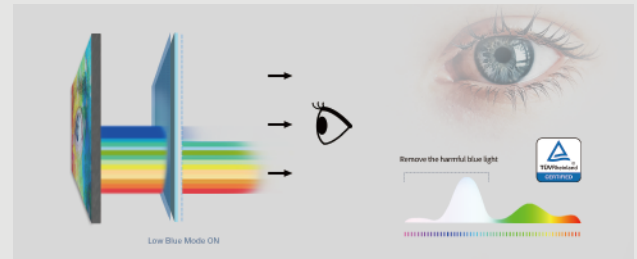 Remove the harmful blue light
TÜVRheinland
CERTIFIED
Low Blue Mode ON